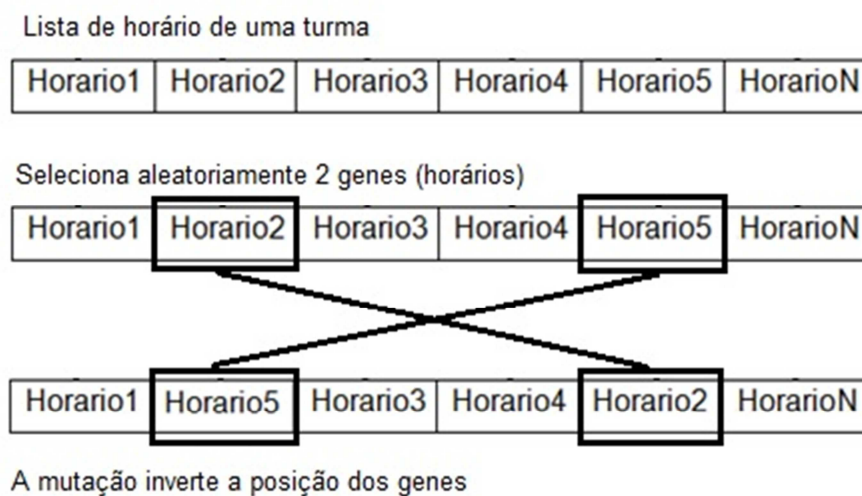 Lista de horário de uma turma
Horario1 Horario2 Horario3 Horario4 Horario5 HorarioN
Seleciona aleatoriamente 2 genes (horários)
Horario1 Horario2 Horario3 Horario4 Horario5 HorarioN
Horario1 Horario5 Horario3 Horario4 Horario2 HorarioN
A mutação inverte a posição dos genes